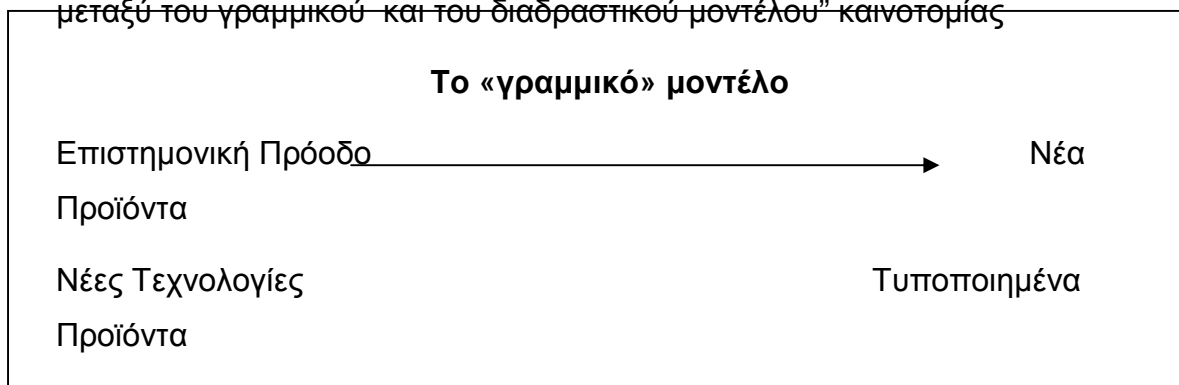 μεταξύ του γραμμικού και του διαδραστικού μοντέλου” καινοτομίας
Το «γραμμικό» μοντέλο
Επιστημονική Πρόοδο Νέα
Προϊόντα
Νέες Τεχνολογίες Τυποποιημένα
Προϊόντα